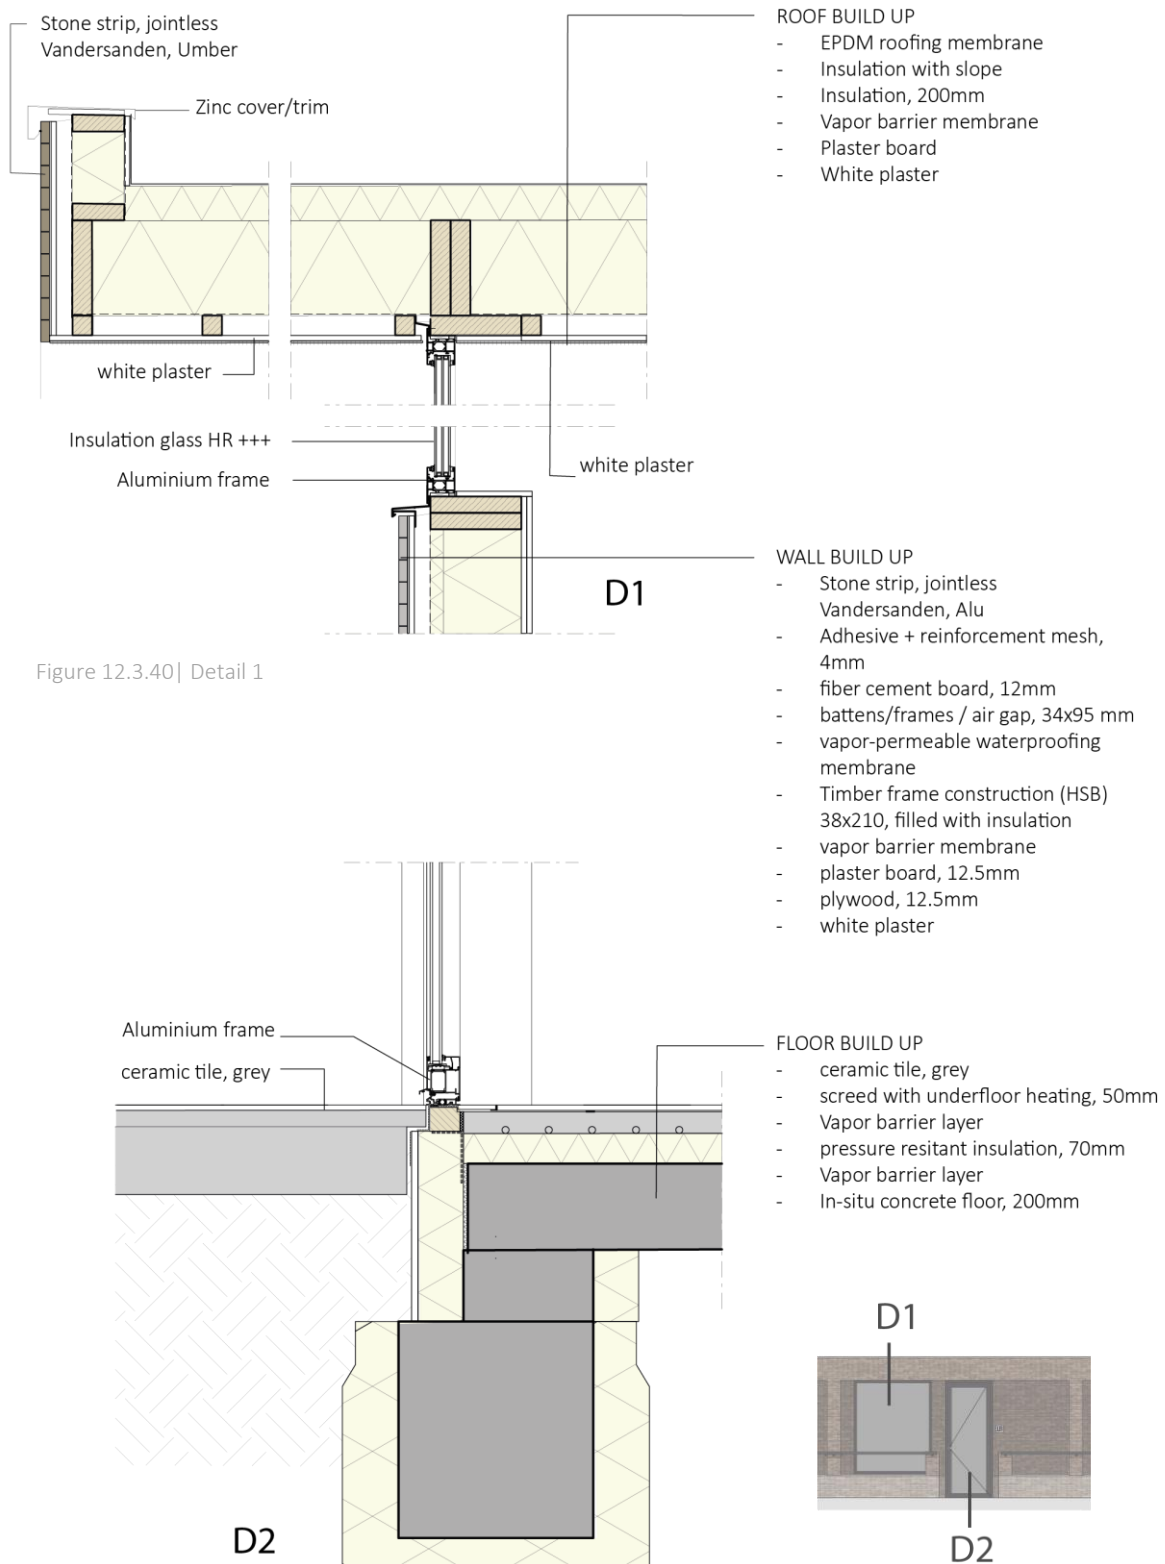 Stone strip, jointless
Vandersanden, Umber
Zinc cover/trim
ROOF BUILD UP
- EPDM roofing membrane
- Insulation with slope
- Insulation, 200mm
- Vapor barrier membrane
- Plaster board
- White plaster
white plaster
Insulation glass HR +++
white plaster
Aluminium frame
D1
Figure 12.3.40| Detail 1
WALL BUILD UP
- Stone strip, jointless
Vandersanden, Alu
- Adhesive + reinforcement mesh,
4mm
- fiber cement board, 12mm
- battens/frames / air gap, 34x95 mm
- vapor-permeable waterproofing
membrane
- Timber frame construction (HSB)
38x210, filled with insulation
- vapor barrier membrane
- plaster board, 12.5mm
- plywood, 12.5mm
- white plaster
Aluminium frame
ceramic tile, grey
FLOOR BUILD UP
- ceramic tile, grey
- screed with underfloor heating, 50mm
- Vapor barrier layer
- pressure resitant insulation, 70mm
- Vapor barrier layer
- In-situ concrete floor, 200mm
D2
D1
D2